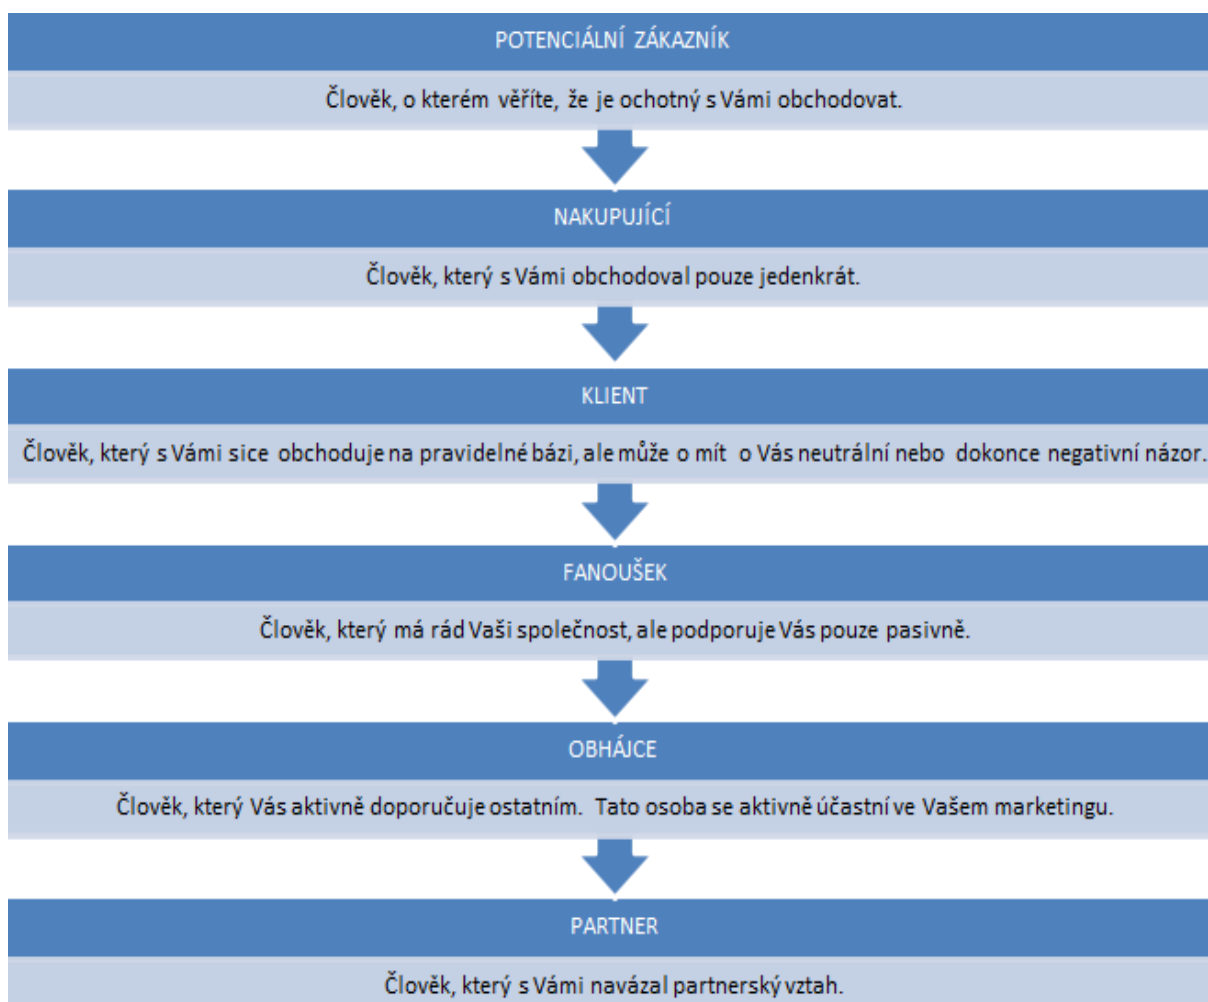 POTENCIÁLNÍ ZÁKAZNÍK
Člověk, o kterém věříte, že je ochotný s Vámi obchodovat.
NAKUPUJÍCÍ
Člověk, který s Vámi obchodoval pouze jedenkrát.
KLIENT
Člověk, který s Vámi sice obchoduje na pravidelné bázi, ale může o mít o Vás neutrální nebo dokonce negativní názor.
FANOUŠEK
Člověk, který má rád Vaši společnost, ale podporuje Vás pouze pasivně.
OBHÁJCE
Člověk, který Vás aktivně doporučuje ostatním. Tato osoba se aktivně účastní ve Vašem marketingu.
PARTNER
Člověk, který s Vámi navázal partnerský vztah.